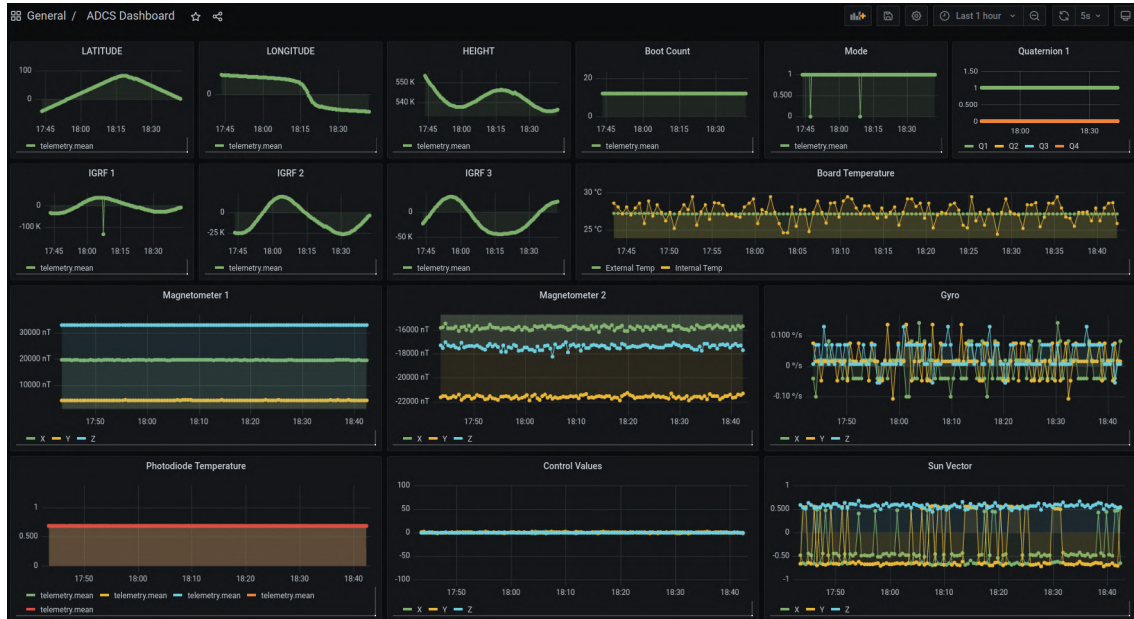 General / ADCS Dashboard
Last 1 hour
5s
LATITUDE
100
0
17:45 18:00 18:15 18:30
telemetry.mean
LONGITUDE
0
17:45 18:00 18:15 18:30
telemetry.mean
HEIGHT
550 K
540 K
17:45 18:00 18:15 18:30
telemetry.mean
Boot Count
20
0
17:45 18:00 18:15 18:30
telemetry.mean
Mode
1
0.500
0
17:45 18:00 18:15 18:30
telemetry.mean
Quaternion 1
1.50
1
0.500
0
18:00 18:30
Q1 Q2 Q3 Q4
IGRF 1
0
-100 K
17:45 18:00 18:15 18:30
telemetry.mean
IGRF 2
0
-25 K
17:45 18:00 18:15 18:30
telemetry.mean
IGRF 3
0
-50 K
17:45 18:00 18:15 18:30
telemetry.mean
Board Temperature
30 °C
25 °C
17:45 17:50 17:55 18:00 18:05 18:10 18:15 18:20 18:25 18:30 18:35 18:40
External Temp Internal Temp
Magnetometer 1
30000 nT
20000 nT
10000 nT
17:50 18:00 18:10 18:20 18:30 18:40
X Y Z
Magnetometer 2
-16000 nT
-18000 nT
-20000 nT
-22000 nT
17:50 18:00 18:10 18:20 18:30 18:40
X Y Z
Gyro
0.100 °/s
0 °/s
-0.10 °/s
17:50 18:00 18:10 18:20 18:30 18:40
X Y Z
Photodiode Temperature
1
0.500
0
17:50 18:00 18:10 18:20 18:30 18:40
telemetry.mean telemetry.mean telemetry.mean telemetry.mean
telemetry.mean
Control Values
100
50
0
-50
-100
17:50 18:00 18:10 18:20 18:30 18:40
X Y Z
Sun Vector
1
0.500
0
-0.50
-1
17:50 18:00 18:10 18:20 18:30 18:40
X Y Z